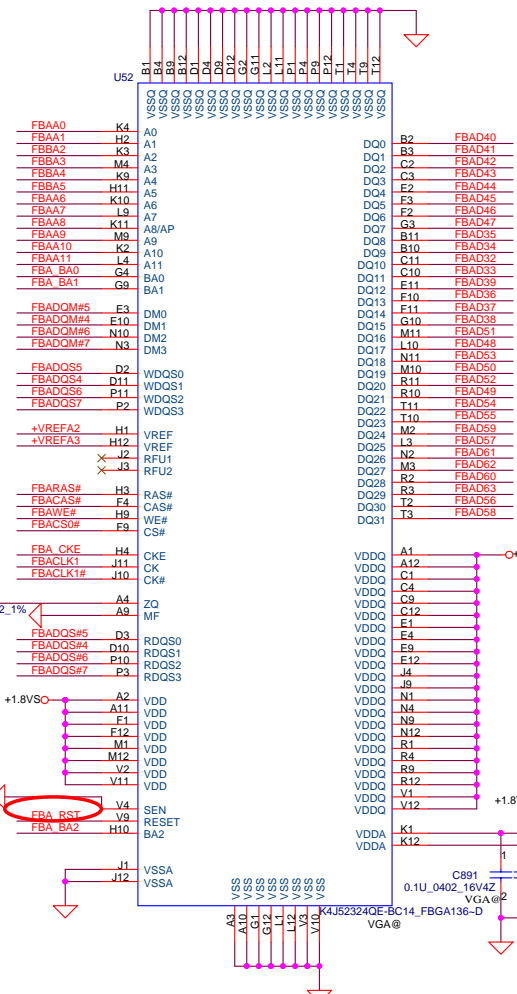 U52
B1 B4 B9 B12 D1 D4 D9 D12 G2 G11 L2 L11 P1 P4 P9 P12 T1 T4 T9 T12
VSSQ VSSQ VSSQ VSSQ VSSQ VSSQ VSSQ VSSQ VSSQ VSSQ VSSQ VSSQ VSSQ VSSQ VSSQ VSSQ VSSQ VSSQ VSSQ VSSQ
FBAA0 K4 A0
FBAA1 H2 A1
FBBA2 K3 A2
FBBA3 M4 A3
FBBA4 K9 A4
FBBA5 H11 A5
FBAA6 K10 A6
FBAA7 L9 A7
FBAA8 K11 A8/AP
FBAA9 M9 A9
FBAA10 K2 A10
FBAA11 L4 A11
FBA_BA0 G4 BA0
FBA_BA1 G9 BA1
FBADQM#5 E3 DM0
FBADQM#4 E10 DM1
FBADQM#6 N10 DM2
FBADQM#7 N3 DM3
FBADQS5 D2 WDQS0
FBADQS4 D11 WDQS1
FBADQS6 P11 WDQS2
FBADQS7 P2 WDQS3
+VREFA2 H1 VREF
+VREFA3 H12 VREF
J2 RFU1
J3 RFU2
FBARAS# H3 RAS#
FBACAS# F4 CAS#
FBAWE# H9 WE#
FBACS0# F9 CS#
FBA_CKE H4 CKE
FBACLK1 J11 CK
FBACLK1# J10 CK#
A4 ZQ
2_1% A9 MF
FBADQS#5 D3 RDQS0
FBADQS#4 D10 RDQS1
FBADQS#6 P10 RDQS2
FBADQS#7 P3 RDQS3
+1.8VS A2 VDD
A11 VDD
F1 VDD
F12 VDD
M1 VDD
M12 VDD
V2 VDD
V11 VDD
V4 SEN
FBA_RST V9 RESET
FBA_BA2 H10 BA2
J1 VSSA
J12 VSSA
DQ0 B2 FBAD40
DQ1 B3 FBAD41
DQ2 C2 FBAD42
DQ3 C3 FBAD43
DQ4 E2 FBAD44
DQ5 F3 FBAD45
DQ6 F2 FBAD46
DQ7 G3 FBAD47
DQ8 B11 FBAD35
DQ9 B10 FBAD34
DQ10 C11 FBAD32
DQ11 C10 FBAD33
DQ12 E11 FBAD39
DQ13 F10 FBAD36
DQ14 F11 FBAD37
DQ15 G10 FBAD38
DQ16 M11 FBAD51
DQ17 L10 FBAD48
DQ18 N11 FBAD53
DQ19 M10 FBAD50
DQ20 R11 FBAD52
DQ21 R10 FBAD49
DQ22 T11 FBAD54
DQ23 T10 FBAD55
DQ24 M2 FBAD59
DQ25 L3 FBAD57
DQ26 N2 FBAD61
DQ27 M3 FBAD62
DQ28 R2 FBAD60
DQ29 R3 FBAD63
DQ30 T2 FBAD56
DQ31 T3 FBAD58
VDDQ A1
VDDQ A12
VDDQ C1
VDDQ C4
VDDQ C9
VDDQ C12
VDDQ E1
VDDQ E4
VDDQ E9
VDDQ E12
VDDQ J4
VDDQ J9
VDDQ N1
VDDQ N4
VDDQ N9
VDDQ N12
VDDQ R1
VDDQ R4
VDDQ R9
VDDQ R12
VDDQ V1
VDDQ V12
+1.8
VDDA K1
VDDA K12
1
C891
0.1U_0402_16V4Z
VGA@ 2
VSS VSS VSS VSS VSS VSS VSS VSS
A3 A10 G1 G12 L1 L12 V3 V10
K4J52324QE-BC14_FBGA136~D
VGA@